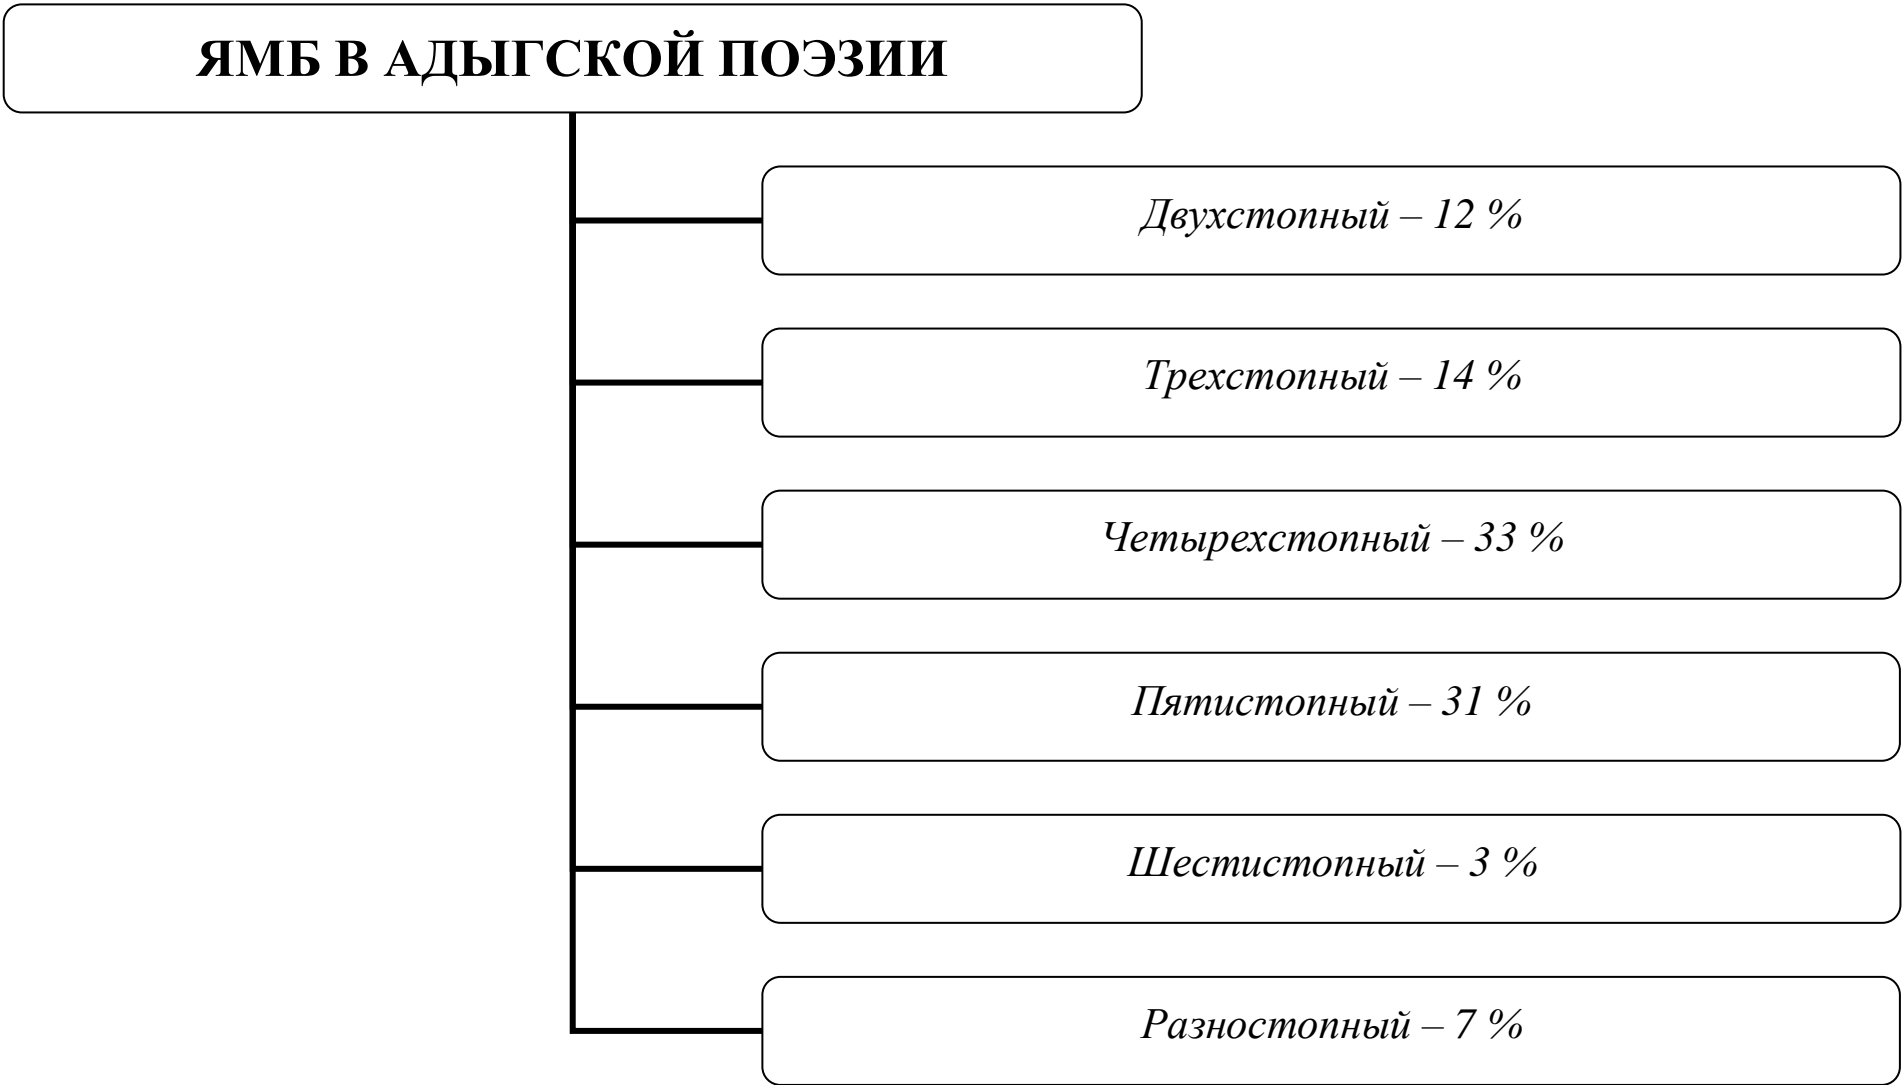 ЯМБ В АДЫГСКОЙ ПОЭЗИИ
Двухстопный – 12 %
Трехстопный – 14 %
Четырехстопный – 33 %
Пятистопный – 31 %
Шестистопный – 3 %
Разностопный – 7 %